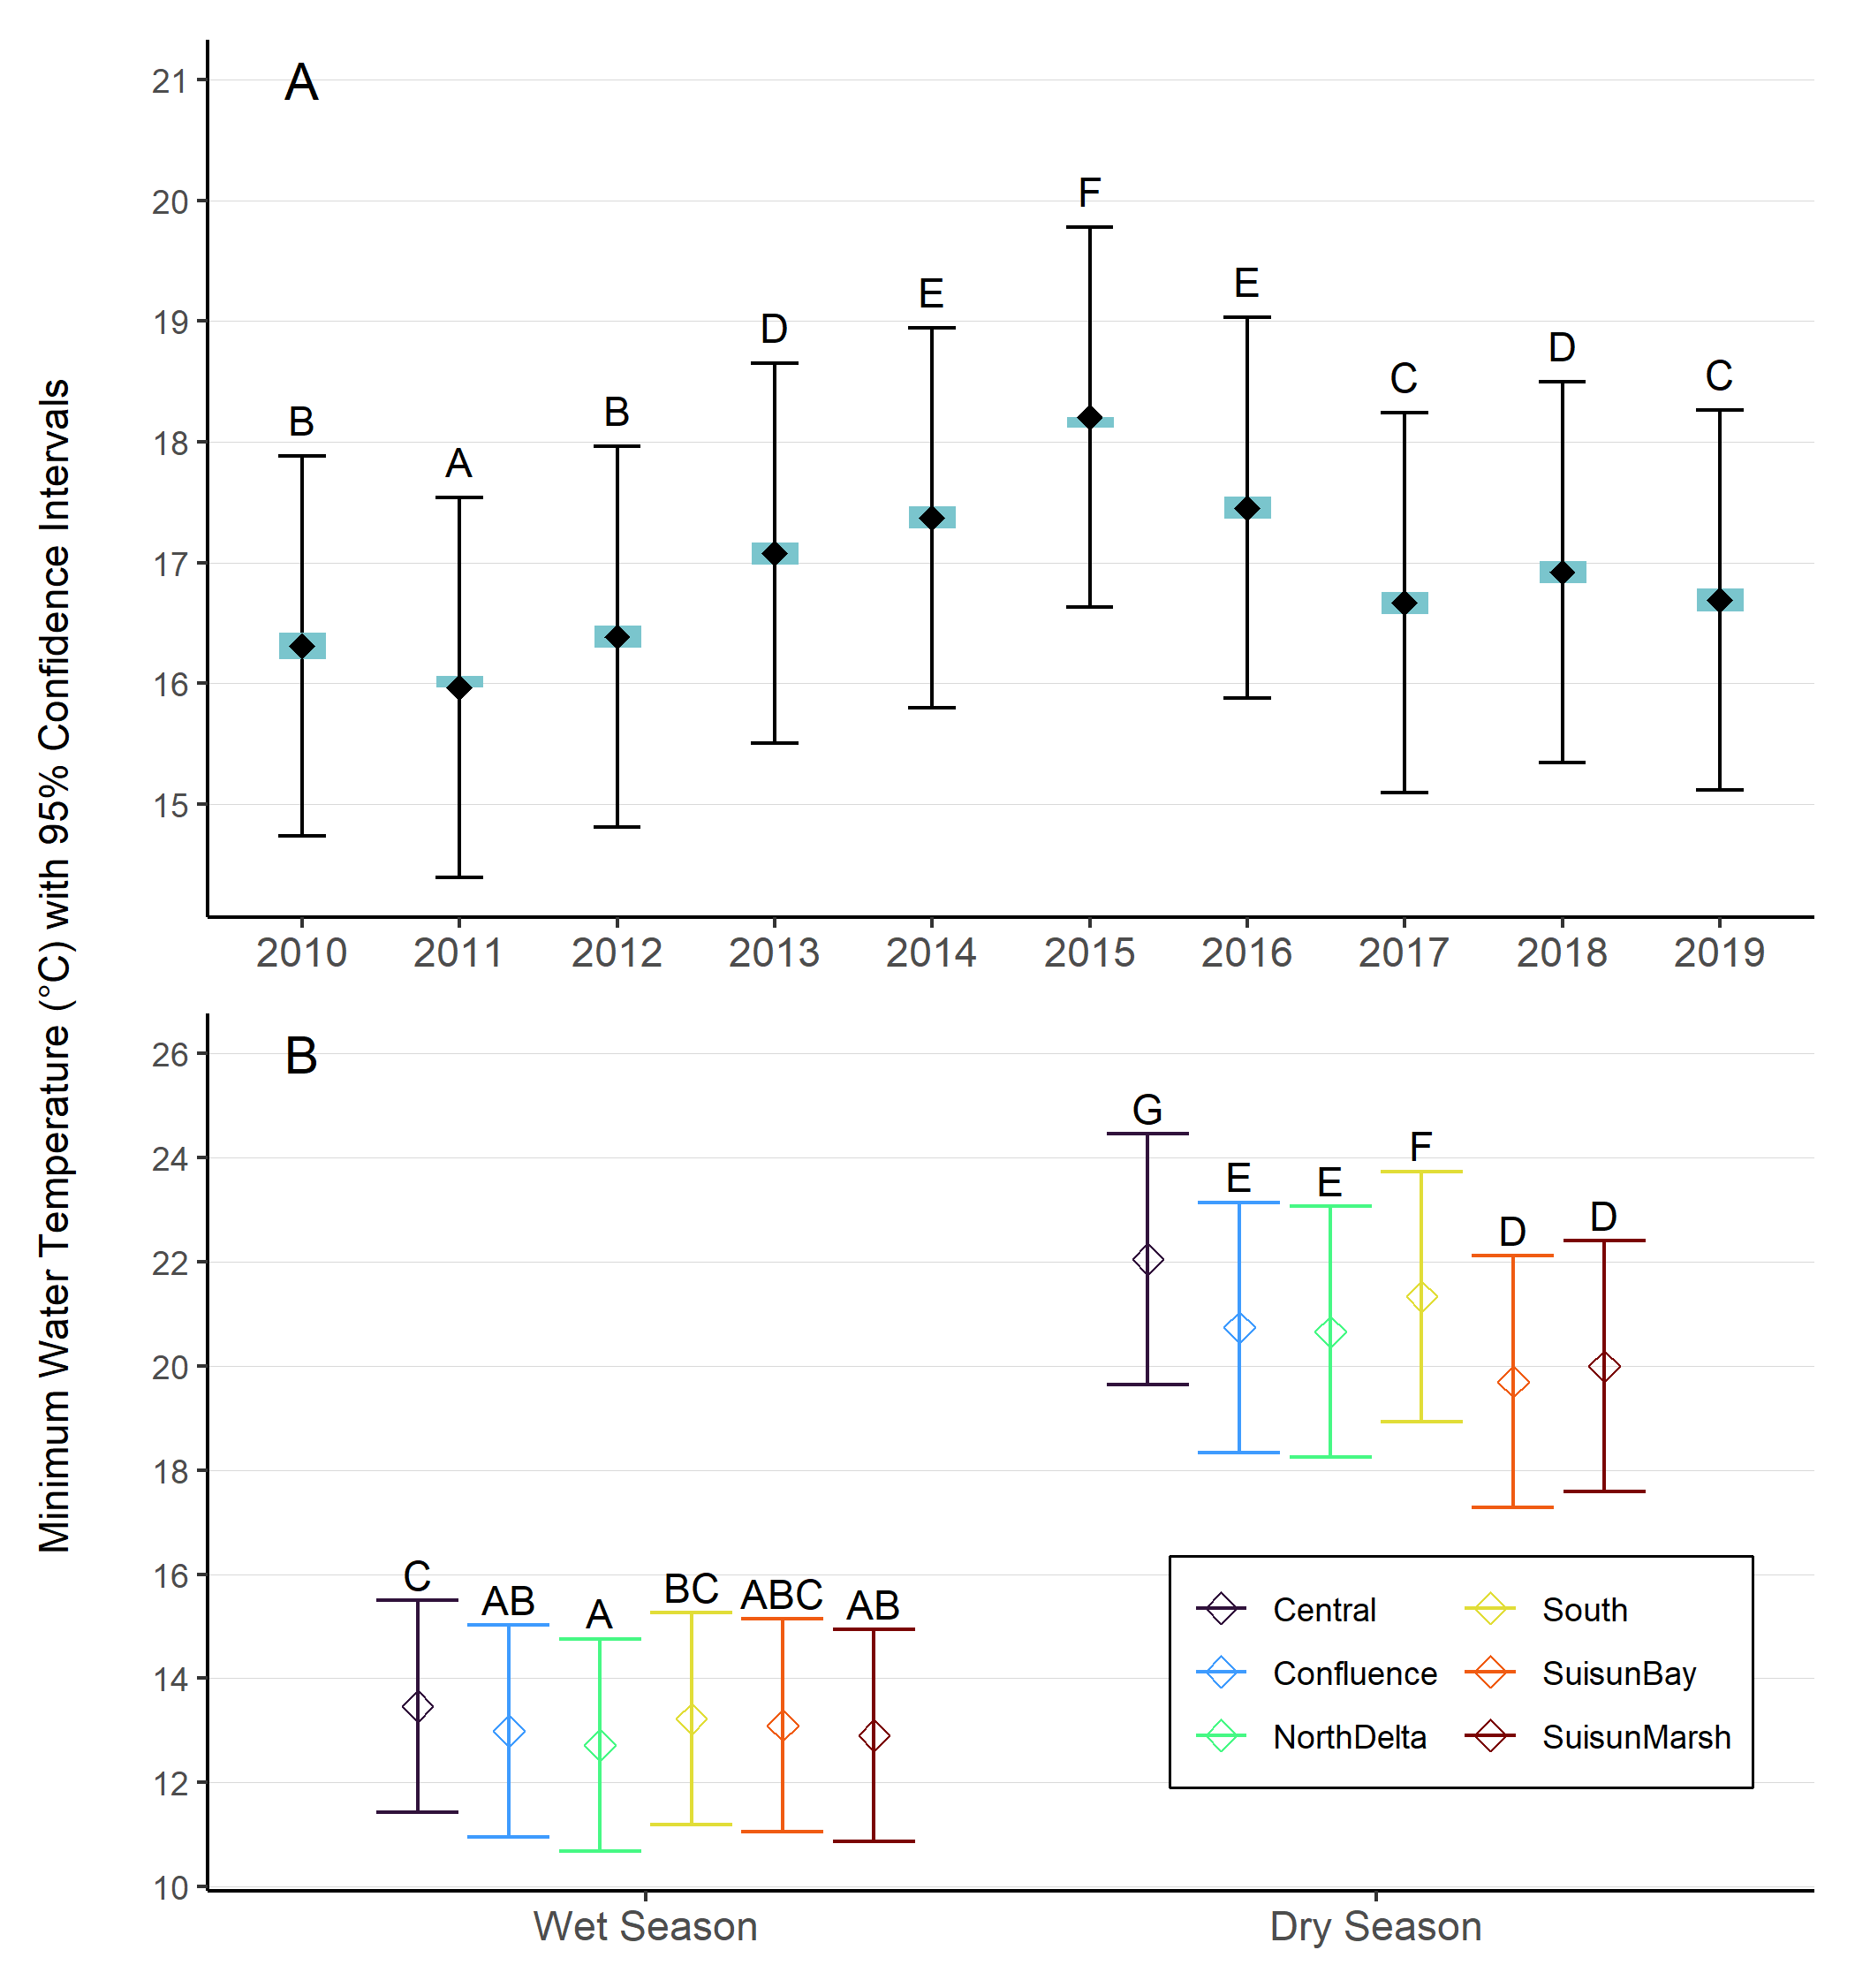 Minimum Water Temperature (°C) with 95% Confidence Intervals
A
21
20
19
18
17
16
15
B
A
B
D
E
F
E
C
D
C
2010 2011 2012 2013 2014 2015 2016 2017 2018 2019
B
26
24
22
20
18
16
14
12
10
C AB A BC ABC AB
G E E F D D
Wet Season Dry Season
Central South
Confluence SuisunBay
NorthDelta SuisunMarsh